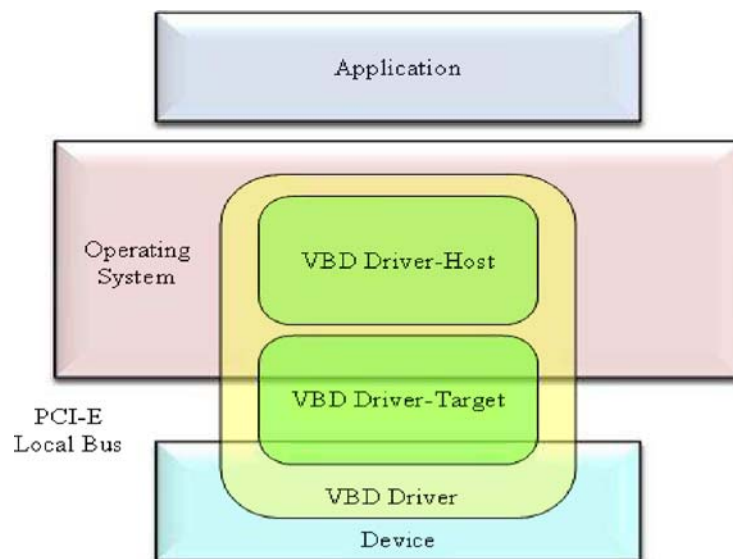 Application
Operating
System
VBD Driver-Host
VBD Driver-Target
PCI-E
Local Bus
VBD Driver
Device